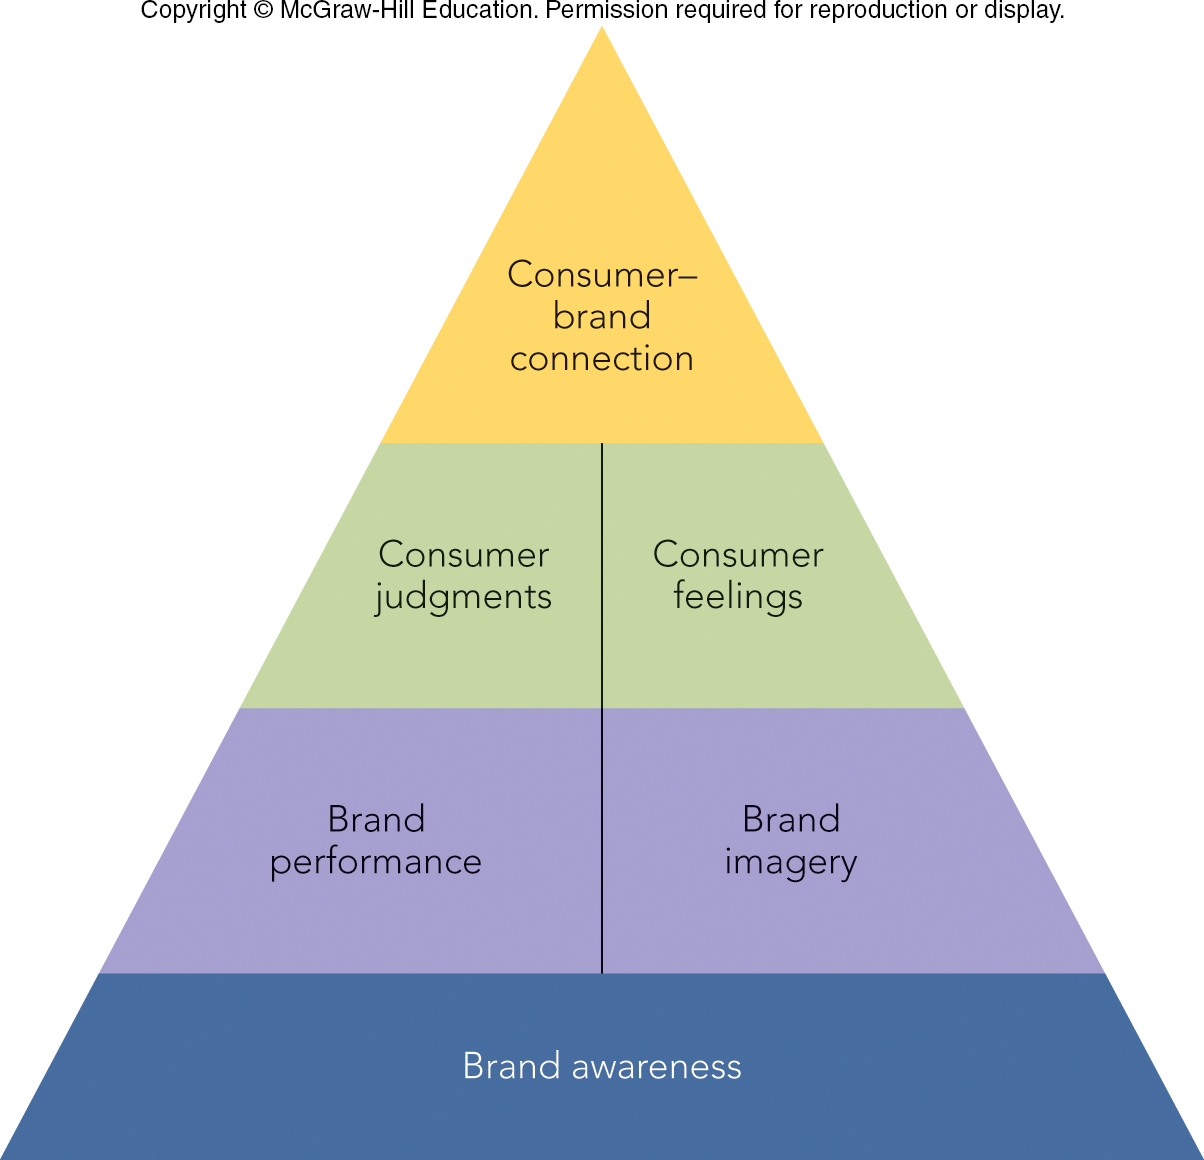 Copyright © McGraw-Hill Education. Permission required for reproduction or display.
Consumer–
brand
connection
Consumer
judgments
Consumer
feelings
Brand
performance
Brand
imagery
Brand awareness